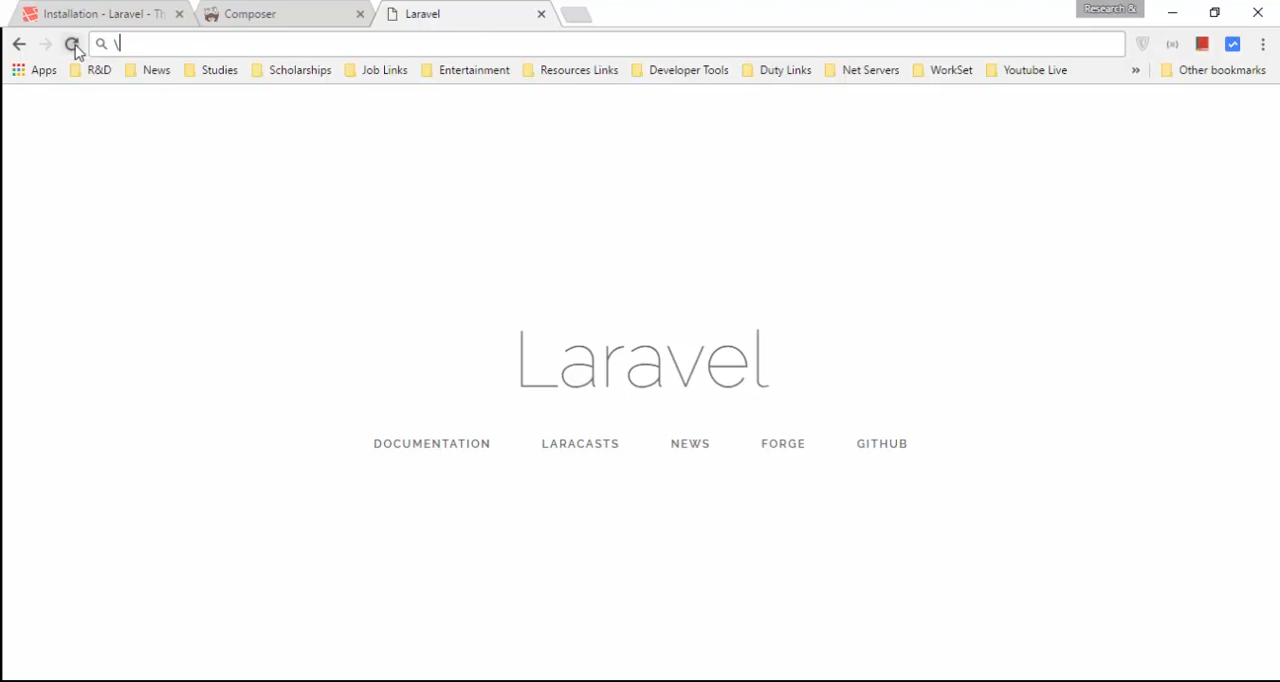 Installation - Laravel - Th
Composer
Laravel
Research &
\
Apps R&D News Studies Scholarships Job Links Entertainment Resources Links Developer Tools Duty Links Net Servers WorkSet Youtube Live » Other bookmarks
Laravel
DOCUMENTATION LARACASTS NEWS FORGE GITHUB